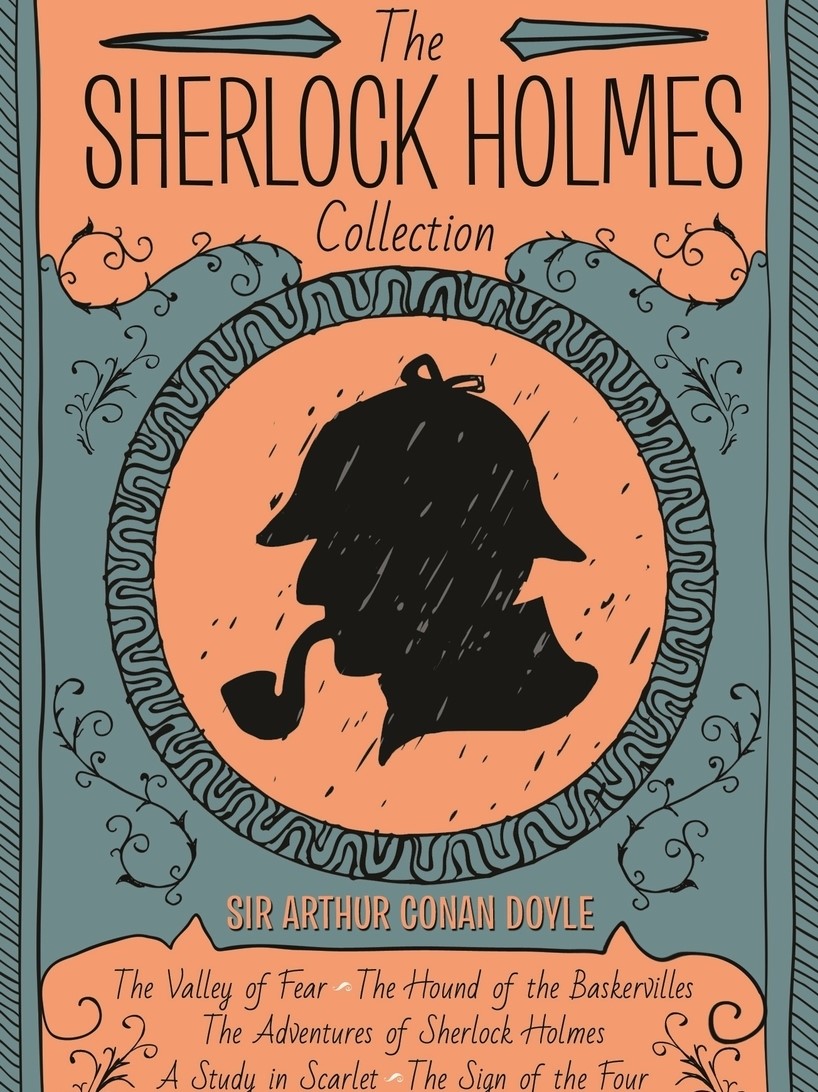 The
SHERLOCK HOLMES
Collection
SIR ARTHUR CONAN DOYLE
The Valley of Fear The Hound of the Baskervilles
The Adventures of Sherlock Holmes
A Study in Scarlet The Sign of the Four